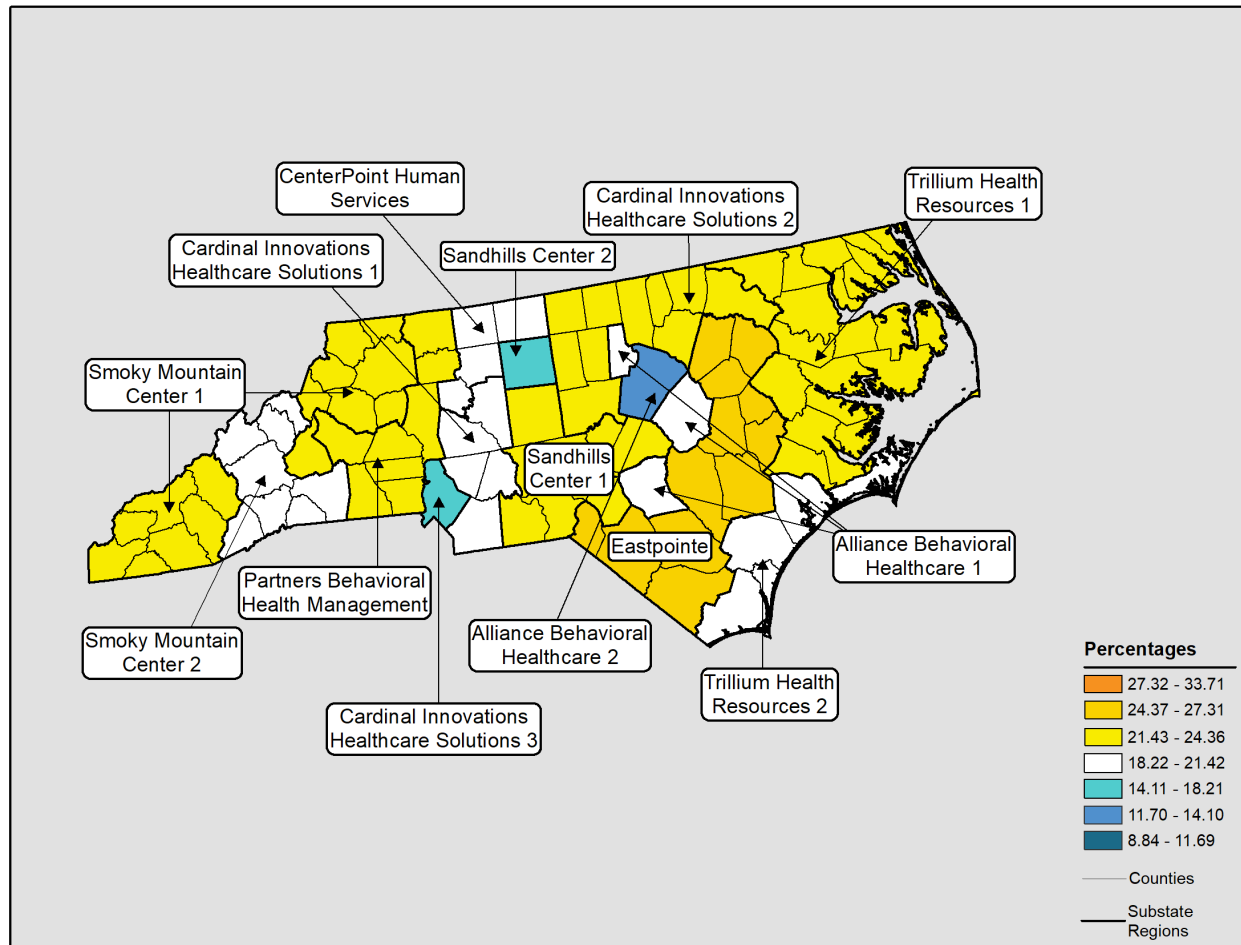 CenterPoint Human
Services
Cardinal Innovations
Healthcare Solutions 2
Trillium Health
Resources 1
Cardinal Innovations
Healthcare Solutions 1
Sandhills Center 2
Smoky Mountain
Center 1
Sandhills
Center 1
Eastpointe
Alliance Behavioral
Healthcare 1
Partners Behavioral
Health Management
Smoky Mountain
Center 2
Alliance Behavioral
Healthcare 2
Trillium Health
Resources 2
Cardinal Innovations
Healthcare Solutions 3
Percentages
27.32 - 33.71
24.37 - 27.31
21.43 - 24.36
18.22 - 21.42
14.11 - 18.21
11.70 - 14.10
8.84 - 11.69
Counties
Substate
Regions